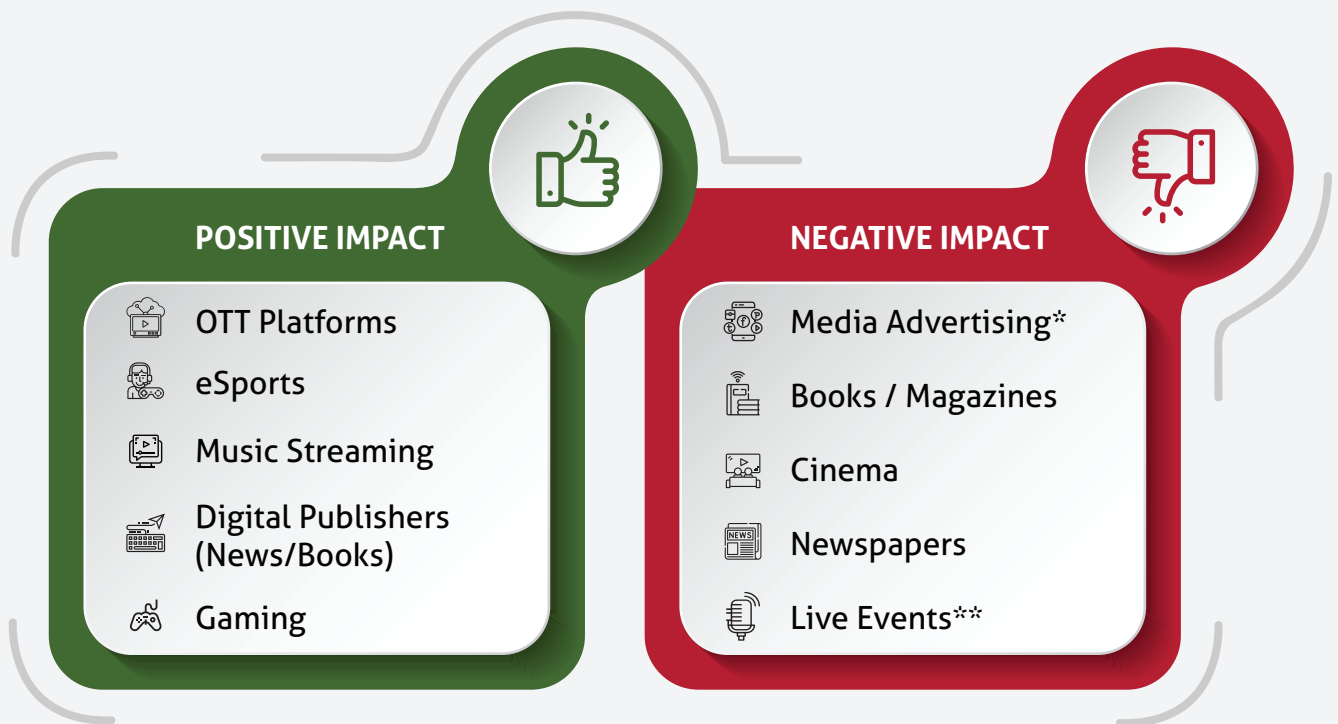 POSITIVE IMPACT
OTT Platforms
eSports
Music Streaming
Digital Publishers
(News/Books)
Gaming
NEGATIVE IMPACT
Media Advertising*
Books / Magazines
Cinema
NEWS
Newspapers
Live Events**